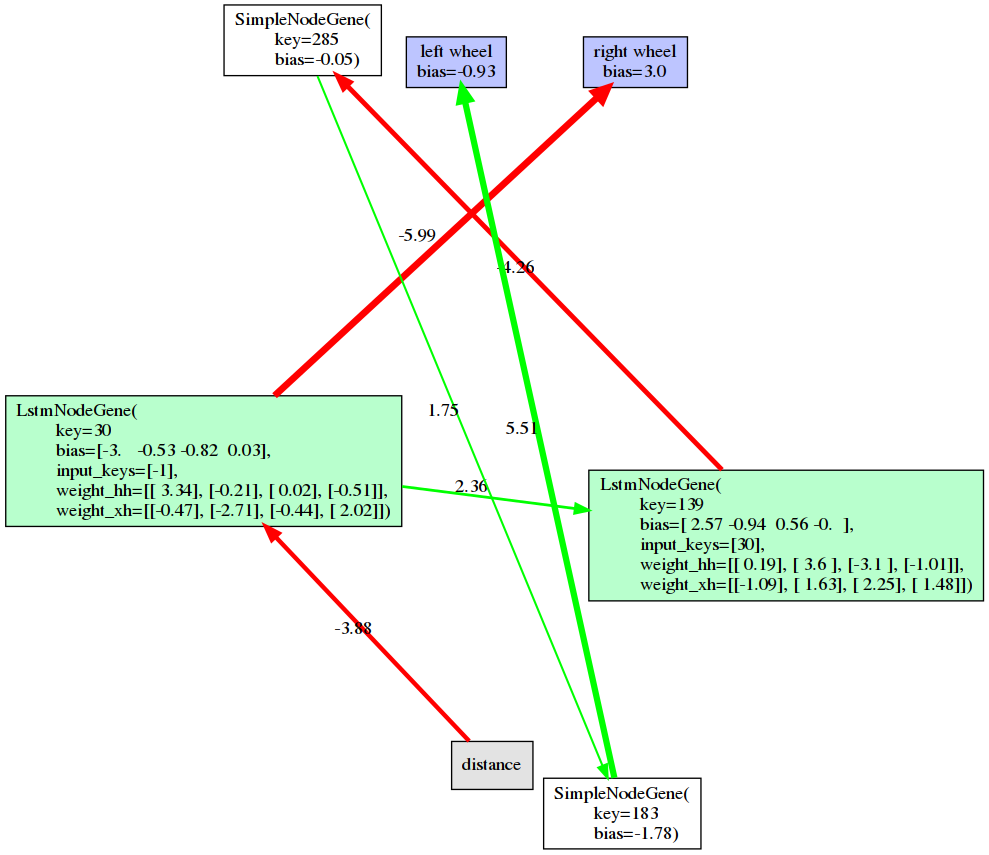 SimpleNodeGene(
key=285
bias=-0.05)
left wheel
bias=-0.93
right wheel
bias=3.0
-5.99
-4.26
1.75
5.51
LstmNodeGene(
key=30
bias=[-3.   -0.53 -0.82  0.03],
input_keys=[-1],
weight_hh=[[ 3.34], [-0.21], [ 0.02], [-0.51]],
weight_xh=[[-0.47], [-2.71], [-0.44], [ 2.02]])
2.36
LstmNodeGene(
key=139
bias=[ 2.57 -0.94  0.56 -0.  ],
input_keys=[30],
weight_hh=[[ 0.19], [ 3.6 ], [-3.1 ], [-1.01]],
weight_xh=[[-1.09], [ 1.63], [ 2.25], [ 1.48]])
-3.88
distance
SimpleNodeGene(
key=183
bias=-1.78)